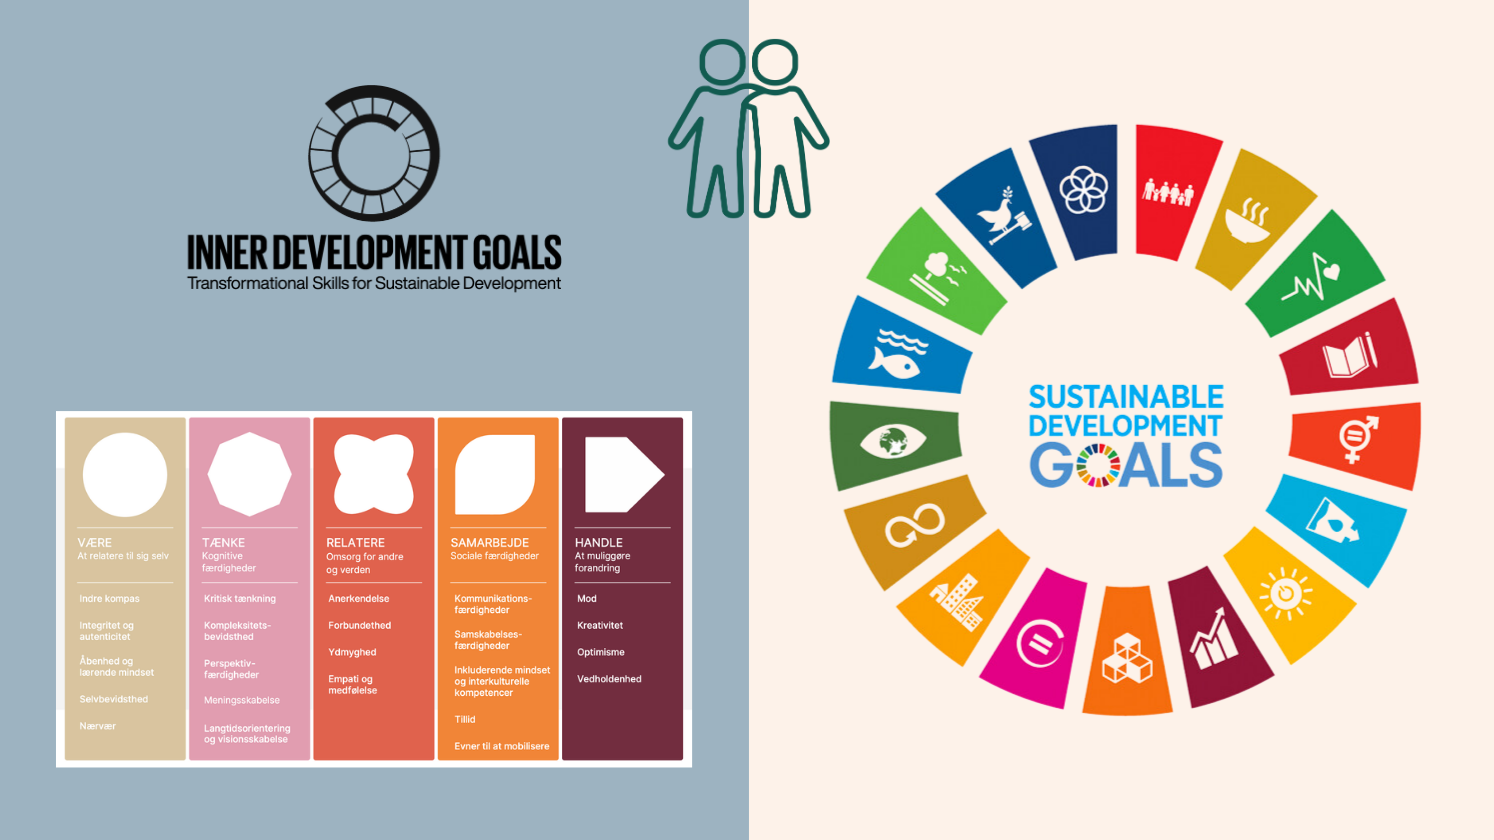 INNER DEVELOPMENT GOALS
Transformational Skills for Sustainable Development
VÆRE
At relatere til sig selv
Indre kompas
Integritet og
autenticitet
Åbenhed og
lærende mindset
Selvbevidsthed
Nærvær
TÆNKE
Kognitive
færdigheder
Kritisk tænkning
Kompleksitets-
bevidsthed
Perspektiv-
færdigheder
Meningsskabelse
Langtidsorientering
og visionsskabelse
RELATERE
Omsorg for andre
og verden
Anerkendelse
Forbundethed
Ydmyghed
Empati og
medfølelse
SAMARBEJDE
Sociale færdigheder
Kommunikations-
færdigheder
Samskabelses-
færdigheder
Inkluderende mindset
og interkulturelle
kompetencer
Tillid
Evner til at mobilisere
HANDLE
At muliggøre
forandring
Mod
Kreativitet
Optimisme
Vedholdenhed
SUSTAINABLE
DEVELOPMENT
GOALS